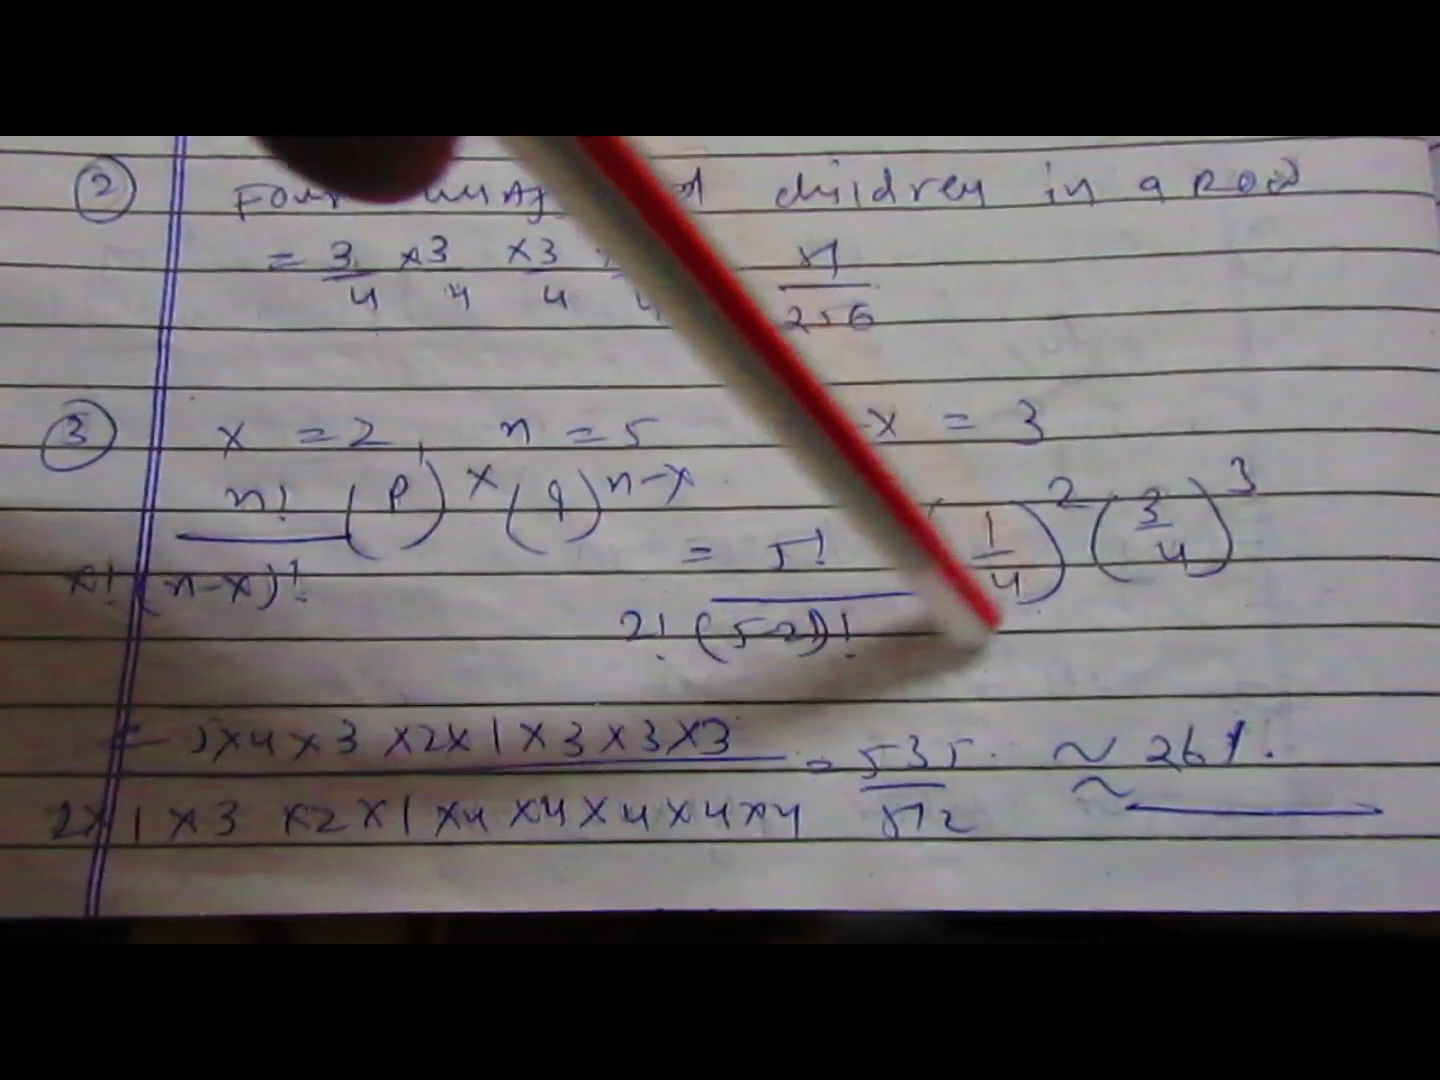 ② Four of children in a row
= 3/4 × 3/4 × 3/4 81/256
③ x = 2, n = 5 -x = 3
n!/x!(n-x)! (p)^x (q)^n-x
= 5!/2!(5-2)! (1/4)^2 (3/4)^3
= 5×4×3×2×1×3×3×3/2×1×3×2×1×4×4×4×4×4 = 535/512 ≈ 26%.